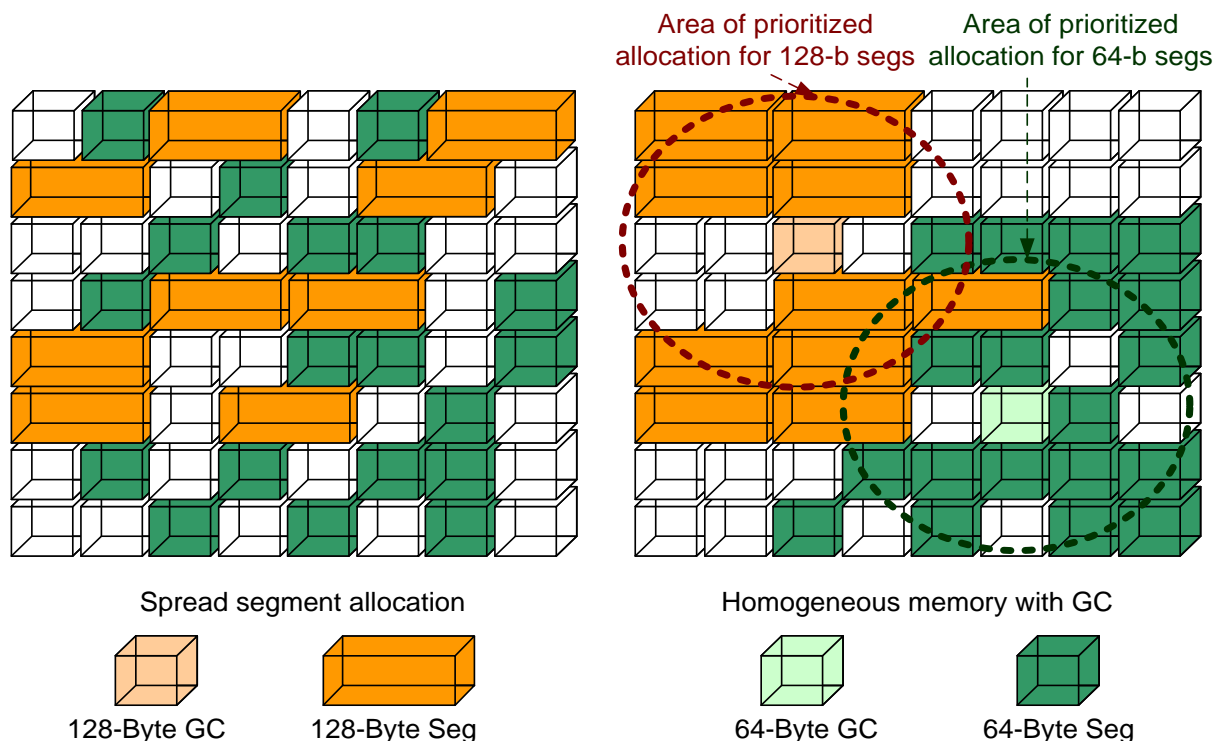 Area of prioritized
allocation for 128-b segs
Area of prioritized
allocation for 64-b segs
Spread segment allocation
Homogeneous memory with GC
128-Byte GC
128-Byte Seg
64-Byte GC
64-Byte Seg